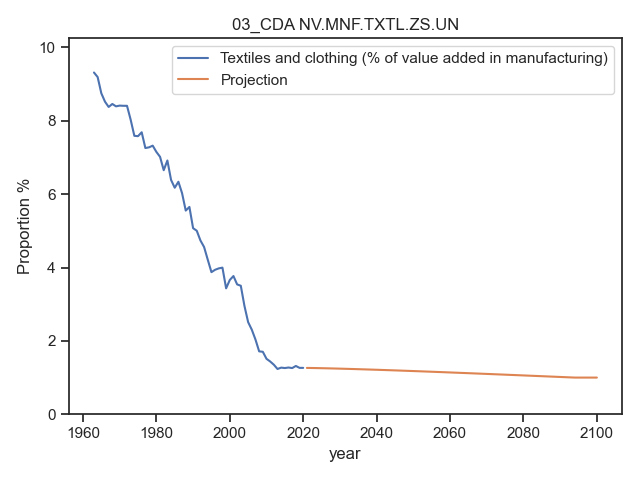 03_CDA NV.MNF.TXTL.ZS.UN
Textiles and clothing (% of value added in manufacturing)
Projection
Proportion %
10
8
6
4
2
0
1960 1980 2000 2020 2040 2060 2080 2100
year